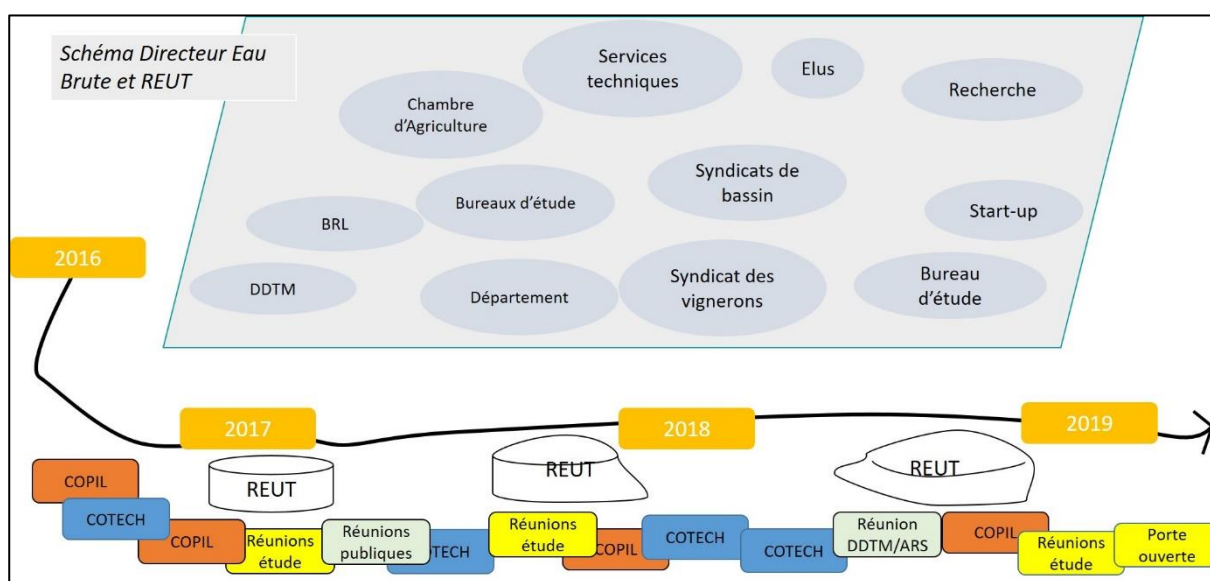 Schéma Directeur Eau
Brute et REUT
Services
techniques
Elus
Recherche
Chambre
d'Agriculture
Syndicats de
bassin
Bureaux d'étude
Start-up
BRL
DDTM
Département
Syndicat des
vignerons
Bureau
d'étude
2016
2017
2018
2019
REUT
REUT
REUT
COPIL
COTECH
COPIL
Réunions
étude
Réunions
publiques
OTECH
Réunions
étude
COPIL
COTECH
COTECH
Réunion
DDTM/ARS
COPIL
Réunions
étude
Porte
ouverte